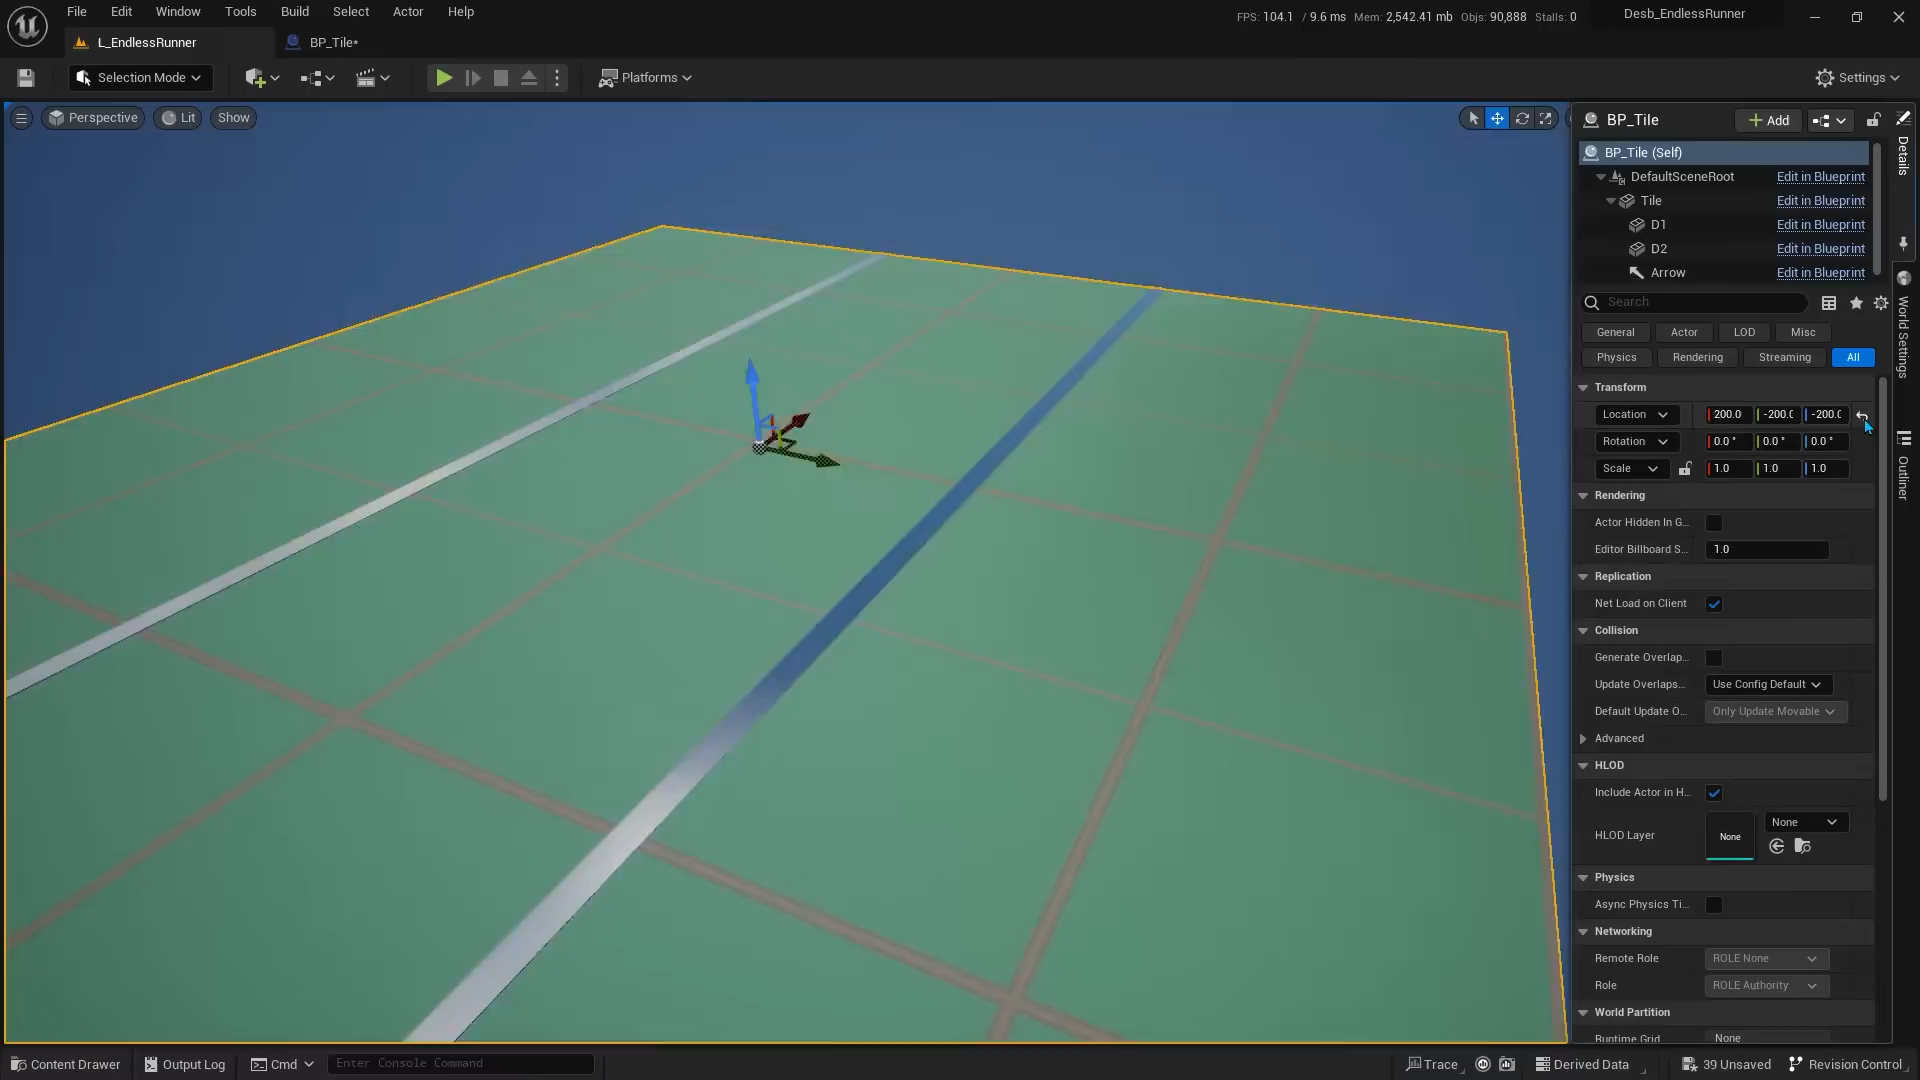 File Edit Window Tools Build Select Actor Help
FPS: 104.1 / 9.6 ms Mem: 2,542.41 mb Objs: 90,888 Stalls: 0
Desb_EndlessRunner
L_EndlessRunner
BP_Tile*
Selection Mode
Platforms
Settings
Perspective
Lit
Show
BP_Tile
Add
BP_Tile (Self)
DefaultSceneRoot Edit in Blueprint
Tile Edit in Blueprint
D1 Edit in Blueprint
D2 Edit in Blueprint
Arrow Edit in Blueprint
Search
General Actor LOD Misc
Physics Rendering Streaming All
Transform
Location 200.0 -200.0 -200.0
Rotation 0.0 ° 0.0 ° 0.0 °
Scale 1.0 1.0 1.0
Rendering
Actor Hidden In G...
Editor Billboard S... 1.0
Replication
Net Load on Client
Collision
Generate Overlap...
Update Overlaps... Use Config Default
Default Update O... Only Update Movable
Advanced
HLOD
Include Actor in H...
HLOD Layer None None
Physics
Async Physics Ti...
Networking
Remote Role ROLE None
Role ROLE Authority
World Partition
Runtime Grid None
Details
World Settings
Outliner
Content Drawer
Output Log
Cmd
Enter Console Command
Trace
Derived Data
39 Unsaved
Revision Control